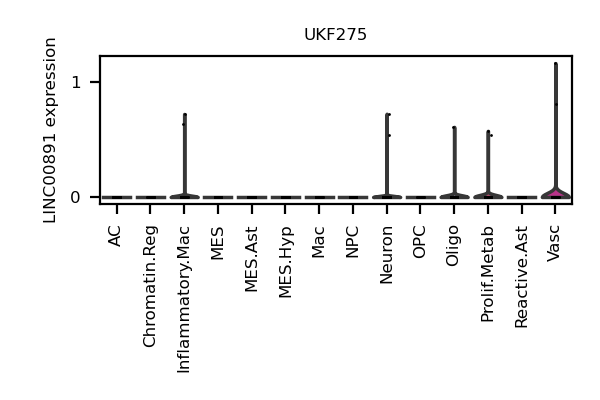 UKF275
LINC00891 expression
1
0
AC
Chromatin.Reg
Inflammatory.Mac
MES
MES.Ast
MES.Hyp
Mac
NPC
Neuron
OPC
Oligo
Prolif.Metab
Reactive.Ast
Vasc